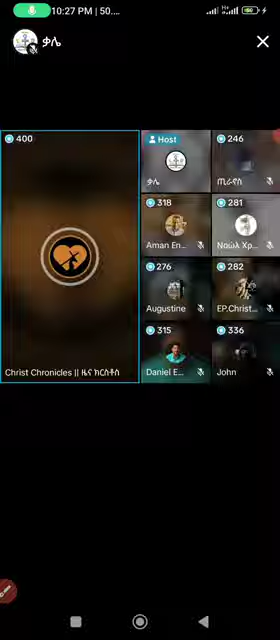 10:27 PM | 50....
ቃሌ
400
Christ Chronicles || ዜና ክርስቶስ
Host
ቃሌ
246
ጢራኖስ
318
Aman En...
281
276
Augustine
282
EP.Christ...
315
Daniel E...
336
John